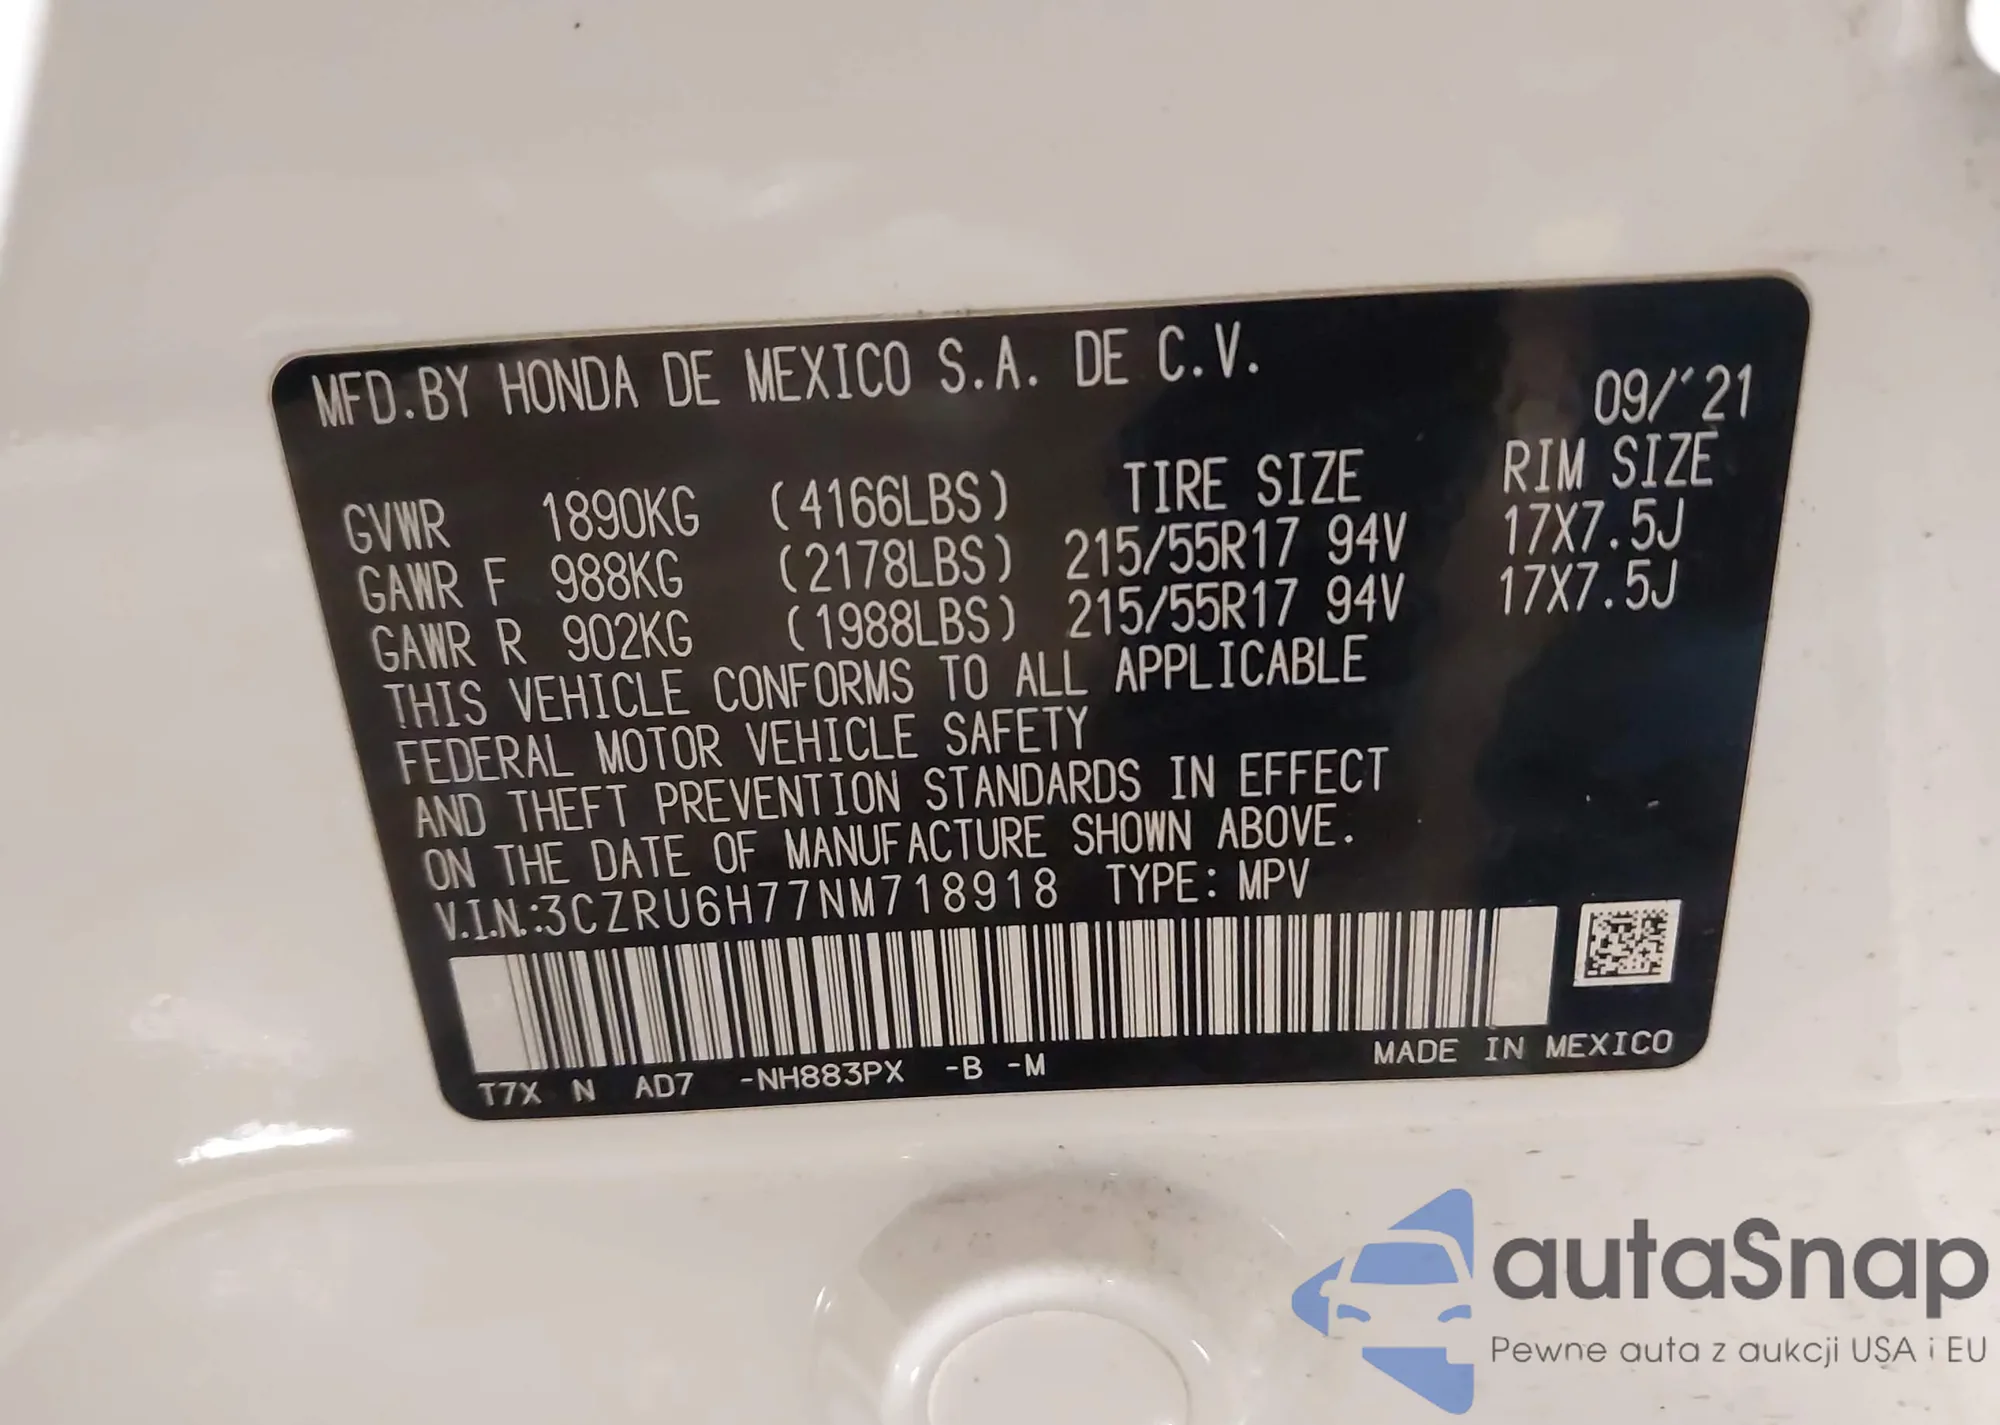 MFD.BY HONDA DE MEXICO S.A. DE C.V.
09/'21
GVWR 1890KG (4166LBS) TIRE SIZE RIM SIZE
GAWR F 988KG (2178LBS) 215/55R17 94V 17X7.5J
GAWR R 902KG (1988LBS) 215/55R17 94V 17X7.5J
THIS VEHICLE CONFORMS TO ALL APPLICABLE
FEDERAL MOTOR VEHICLE SAFETY
AND THEFT PREVENTION STANDARDS IN EFFECT
ON THE DATE OF MANUFACTURE SHOWN ABOVE.
V.I.N.:3CZRU6H77NM718918 TYPE: MPV
T7X N AD7 -NH883PX -B -M MADE IN MEXICO
autaSnap
Pewne auta z aukcji USA i EU